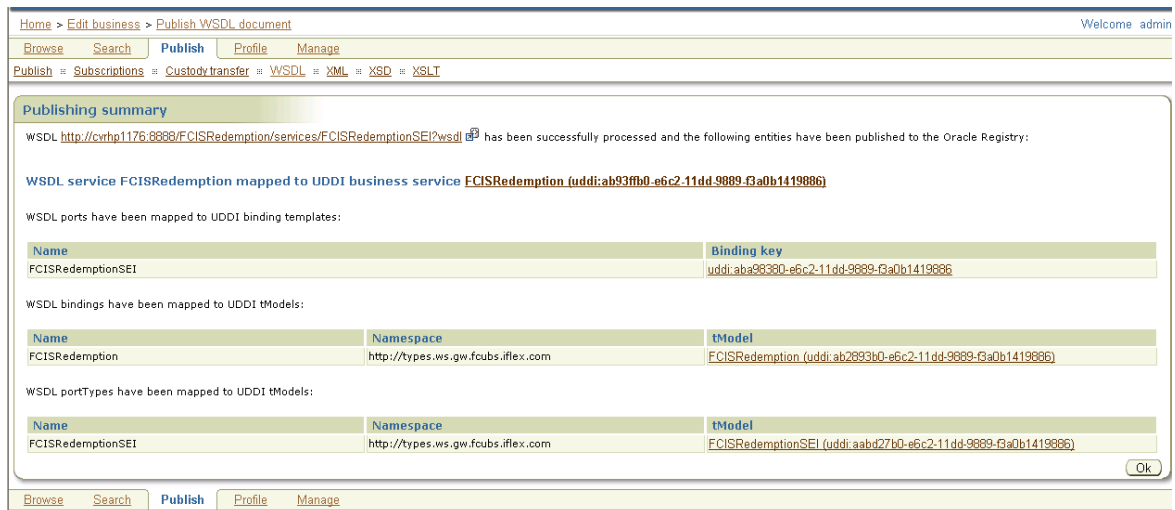 Home > Edit business > Publish WSDL document Welcome admin
Browse Search Publish Profile Manage
Publish Subscriptions Custody transfer WSDL XML XSD XSLT
Publishing summary
WSDL http://cvrhp1176:8888/FCISRedemption/services/FCISRedemptionSEI?wsdl has been successfully processed and the following entities have been published to the Oracle Registry:
WSDL service FCISRedemption mapped to UDDI business service FCISRedemption (uddi:ab93ffb0-e6c2-11dd-9889-f3a0b1419886)
WSDL ports have been mapped to UDDI binding templates:
Name Binding key
FCISRedemptionSEI uddi:aba98380-e6c2-11dd-9889-f3a0b1419886
WSDL bindings have been mapped to UDDI tModels:
Name Namespace tModel
FCISRedemption http://types.ws.gw.fcubs.iflex.com FCISRedemption (uddi:ab2893b0-e6c2-11dd-9889-f3a0b1419886)
WSDL portTypes have been mapped to UDDI tModels:
Name Namespace tModel
FCISRedemptionSEI http://types.ws.gw.fcubs.iflex.com FCISRedemptionSEI (uddi:aabd27b0-e6c2-11dd-9889-f3a0b1419886)
Ok
Browse Search Publish Profile Manage